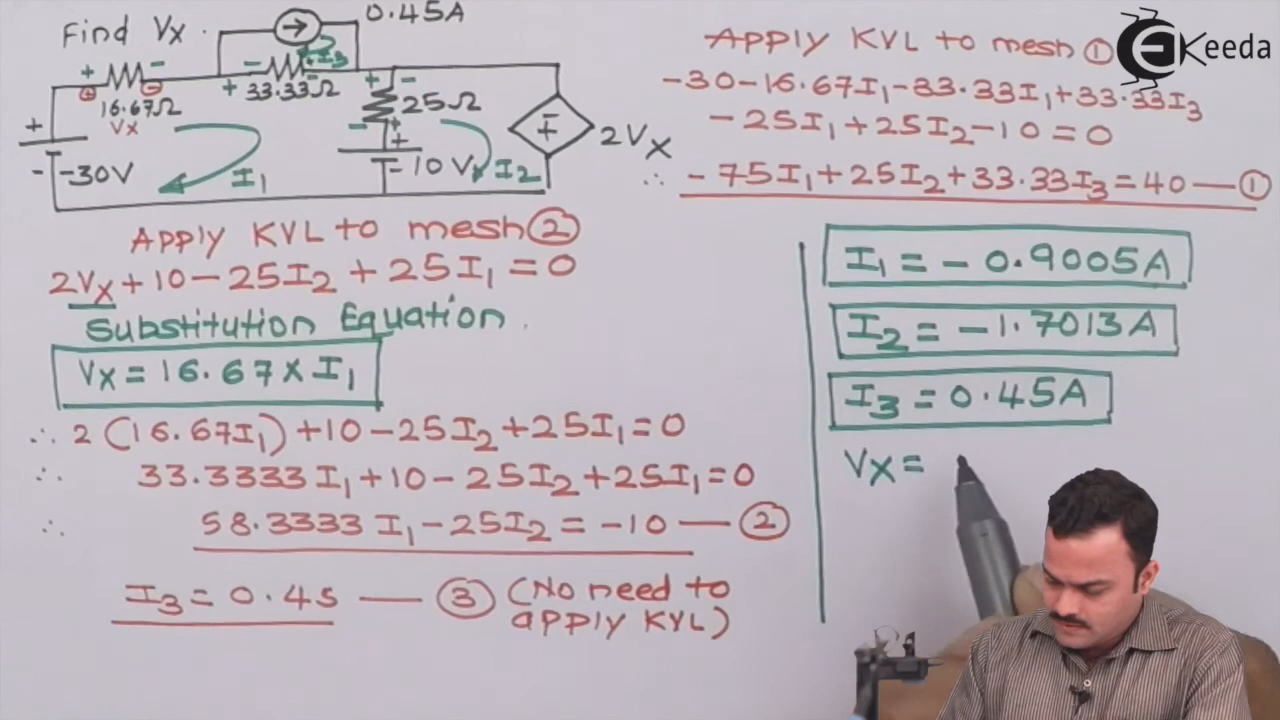 Find Vx.
0.45A
+ - - + I3
+ 33.33Ω -
16.67Ω
Vx
+ -
25Ω
- +
+
- -30V
I1
- 10V
I2
+ -
2Vx
Apply KVL to mesh ②
2Vx + 10 - 25I2 + 25I1 = 0
Substitution Equation.
Vx = 16.67 x I1
∴ 2 (16.67I1) + 10 - 25I2 + 25I1 = 0
∴ 33.3333 I1 + 10 - 25I2 + 25I1 = 0
∴ 58.3333 I1 - 25I2 = -10 — ②
I3 = 0.45 — ③ (No need to
apply KVL)
Ekeeda
Apply KVL to mesh ①
-30 - 16.67I1 - 33.33I1 + 33.33I3
- 25I1 + 25I2 - 10 = 0
∴ - 75I1 + 25I2 + 33.33I3 = 40 — ①
I1 = - 0.9005A
I2 = - 1.7013A
I3 = 0.45A
Vx =